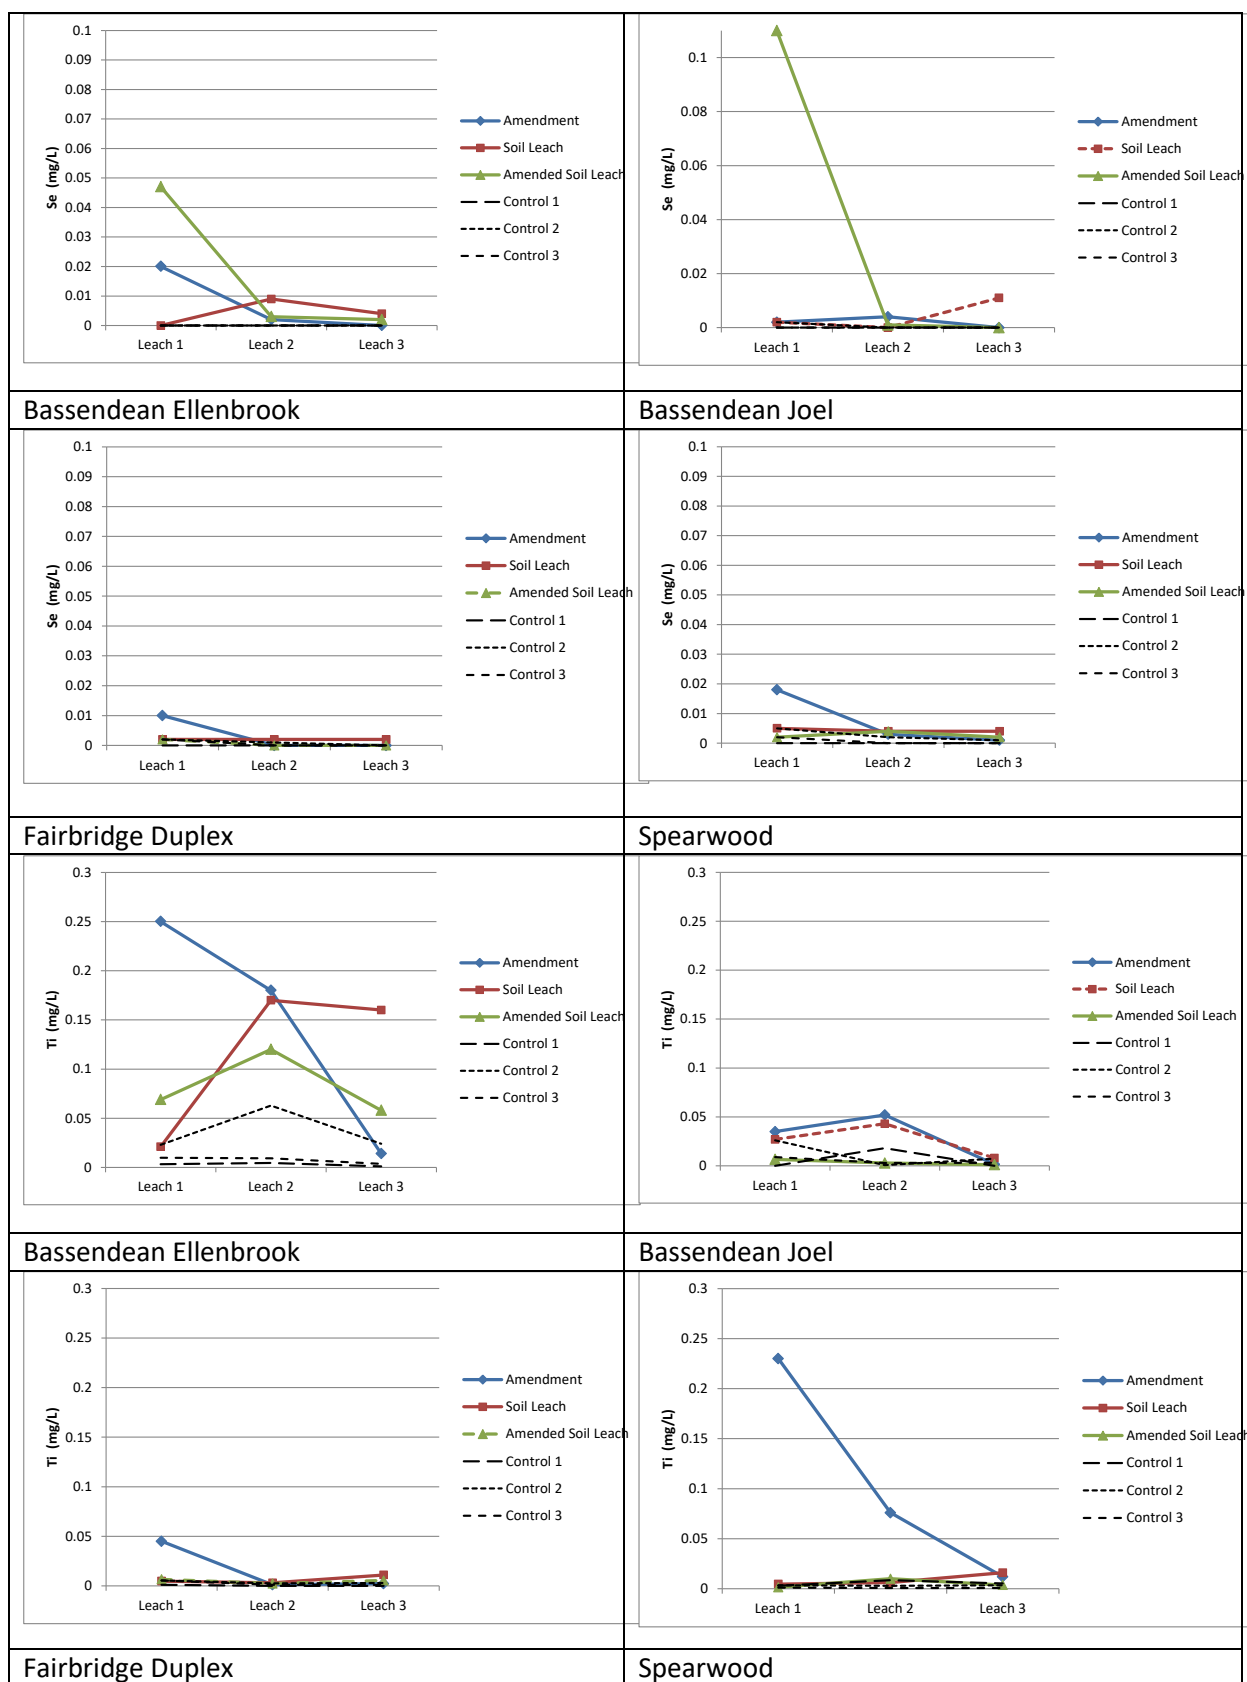 0.1
0.09
0.08
0.07
0.06
0.05
0.04
0.03
0.02
0.01
0
Se (mg/L)
Leach 1 Leach 2 Leach 3
Amendment
Soil Leach
Amended Soil Leach
Control 1
Control 2
Control 3
0.1
0.08
0.06
0.04
0.02
0
Se (mg/L)
Leach 1 Leach 2 Leach 3
Amendment
Soil Leach
Amended Soil Leach
Control 1
Control 2
Control 3
Bassendean Ellenbrook
Bassendean Joel
0.1
0.09
0.08
0.07
0.06
0.05
0.04
0.03
0.02
0.01
0
Se (mg/L)
Leach 1 Leach 2 Leach 3
Amendment
Soil Leach
Amended Soil Leach
Control 1
Control 2
Control 3
0.1
0.09
0.08
0.07
0.06
0.05
0.04
0.03
0.02
0.01
0
Se (mg/L)
Leach 1 Leach 2 Leach 3
Amendment
Soil Leach
Amended Soil Leach
Control 1
Control 2
Control 3
Fairbridge Duplex
Spearwood
0.3
0.25
0.2
0.15
0.1
0.05
0
Ti (mg/L)
Leach 1 Leach 2 Leach 3
Amendment
Soil Leach
Amended Soil Leach
Control 1
Control 2
Control 3
0.3
0.25
0.2
0.15
0.1
0.05
0
Ti (mg/L)
Leach 1 Leach 2 Leach 3
Amendment
Soil Leach
Amended Soil Leach
Control 1
Control 2
Control 3
Bassendean Ellenbrook
Bassendean Joel
0.3
0.25
0.2
0.15
0.1
0.05
0
Ti (mg/L)
Leach 1 Leach 2 Leach 3
Amendment
Soil Leach
Amended Soil Leach
Control 1
Control 2
Control 3
0.3
0.25
0.2
0.15
0.1
0.05
0
Ti (mg/L)
Leach 1 Leach 2 Leach 3
Amendment
Soil Leach
Amended Soil Leach
Control 1
Control 2
Control 3
Fairbridge Duplex
Spearwood